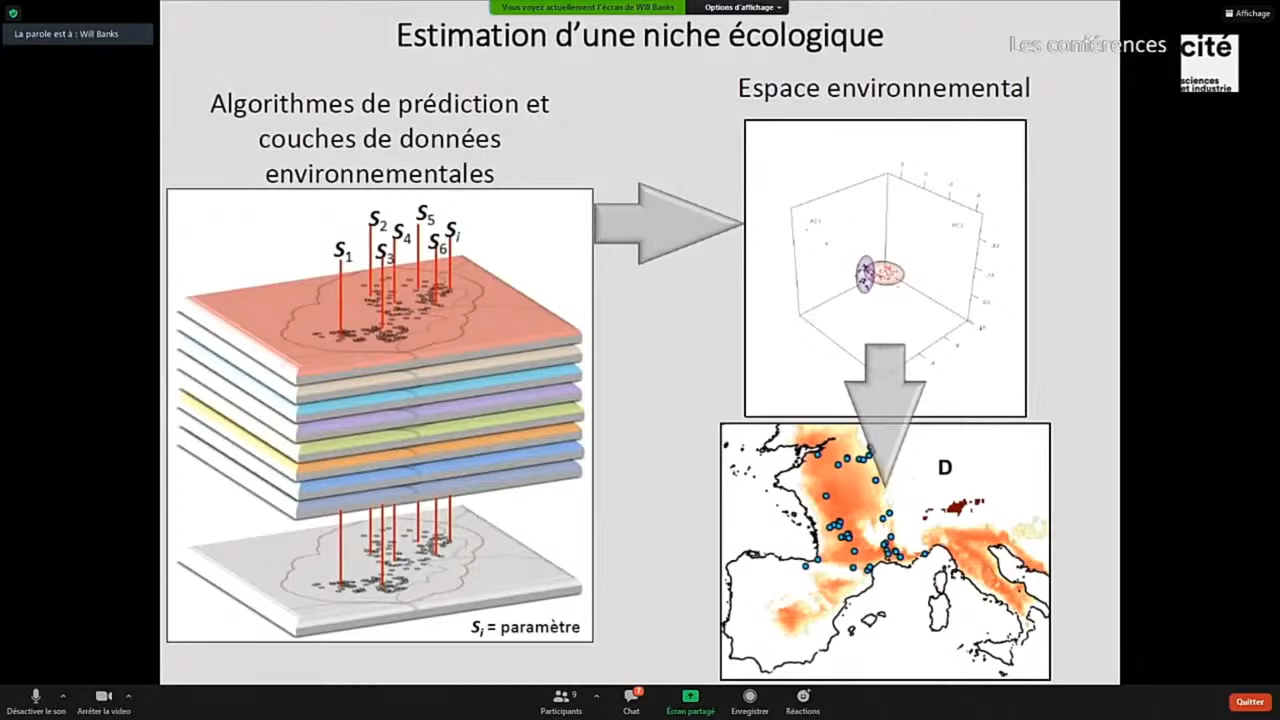 Vous voyez actuellement l'écran de Will Banks
Options d'affichage
Affichage
La parole est à : Will Banks
Estimation d'une niche écologique
Les conférences
cité
sciences
et industrie
Algorithmes de prédiction et
couches de données
environnementales
Espace environnemental
S1
S2
S3
S4
S5
S6
Si
Si = paramètre
D
Désactiver le son
Arrêter la video
Participants
9
Chat
7
Écran partagé
Enregistrer
Réactions
Quitter